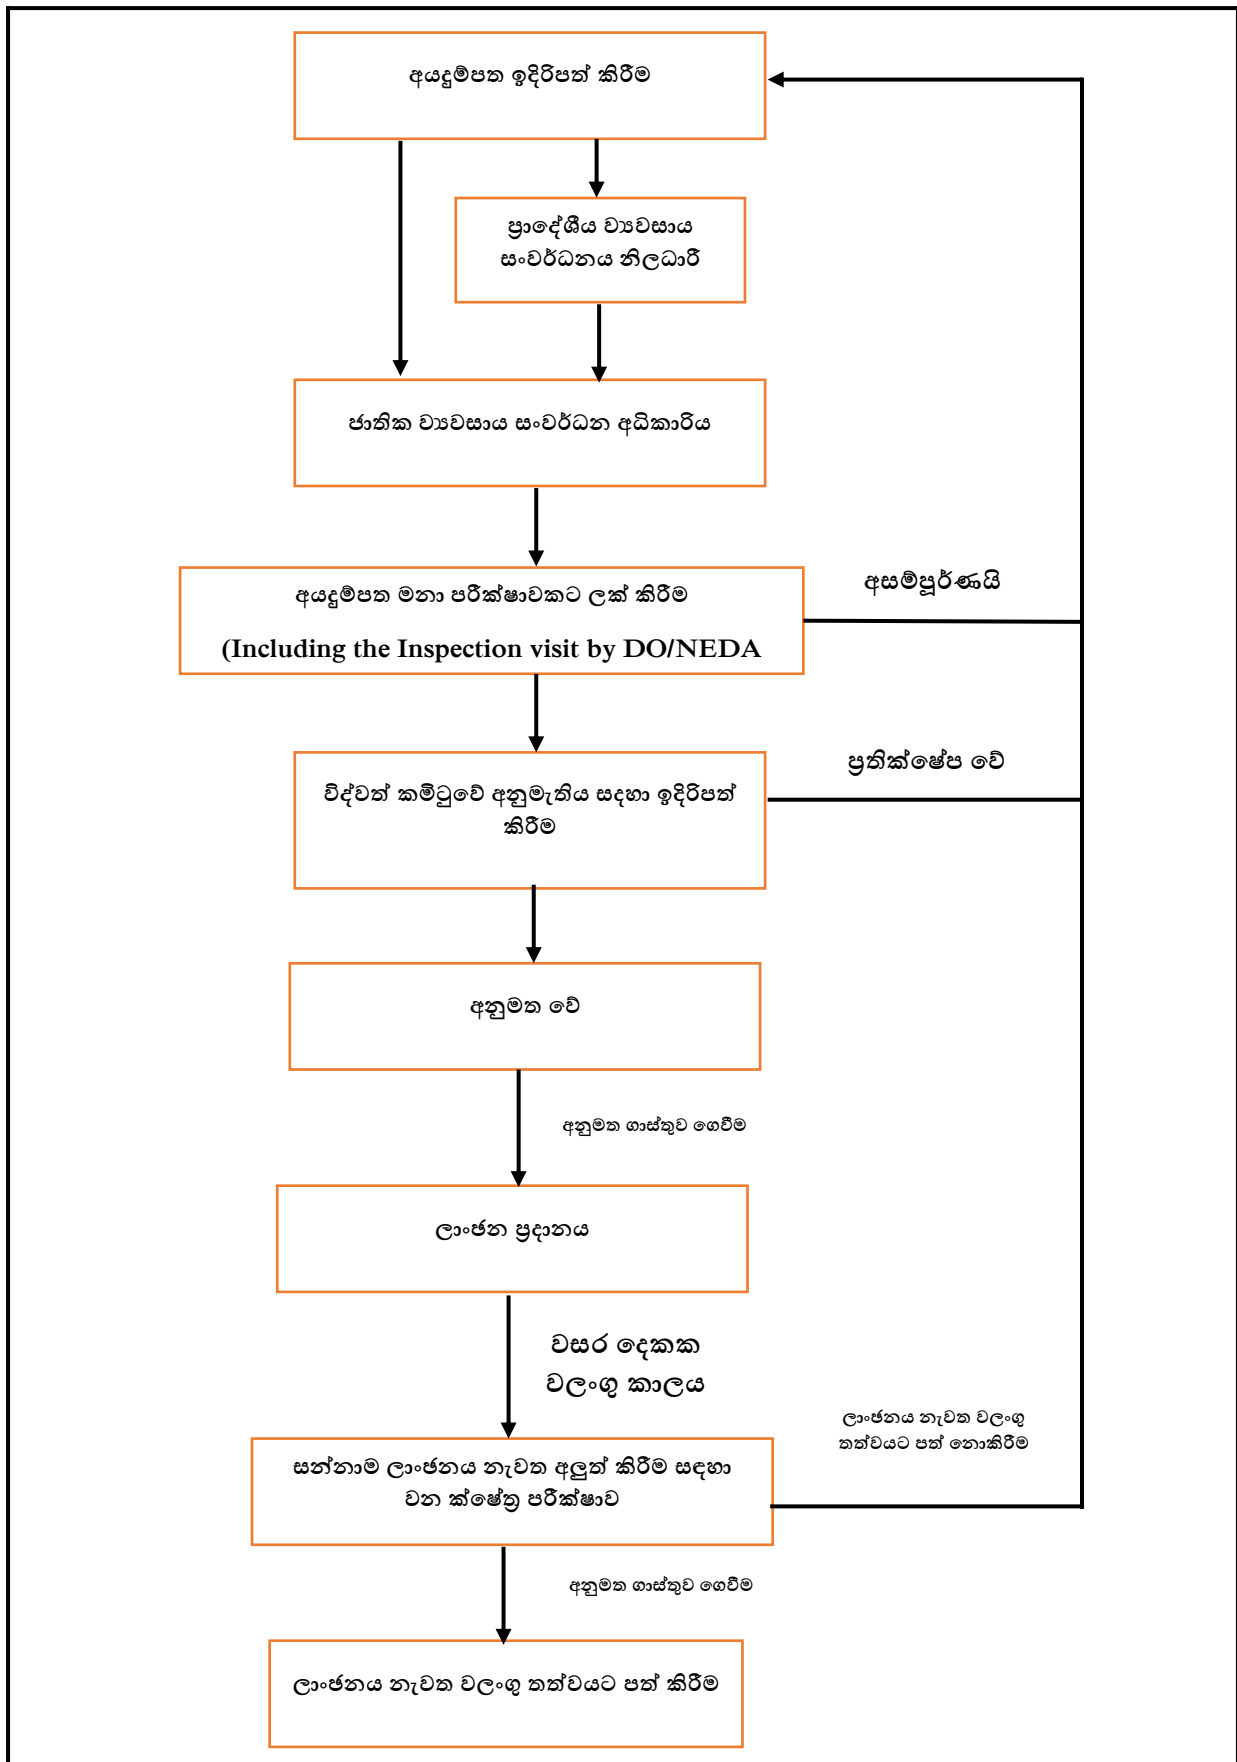 අයදුම්පත ඉදිරිපත් කිරීම
ප්‍රාදේශීය ව්‍යවසාය
සංවර්ධනය නිලධාරී
ජාතික ව්‍යවසාය සංවර්ධන අධිකාරිය
අයදුම්පත මනා පරීක්ෂාවකට ලක් කිරීම
(Including the Inspection visit by DO/NEDA
අසම්පූර්ණයි
විද්වත් කමිටුවේ අනුමැතිය සදහා ඉදිරිපත්
කිරීම
ප්‍රතික්ෂේප වේ
අනුමත වේ
අනුමත ගාස්තුව ගෙවීම
ලාංඡන ප්‍රදානය
වසර දෙකක
වලංගු කාලය
ලාංඡනය නැවත වලංගු
තත්වයට පත් නොකිරීම
සන්නාම ලාංඡනය නැවත අලුත් කිරීම සඳහා
වන ක්ෂේත්‍ර පරීක්ෂාව
අනුමත ගාස්තුව ගෙවීම
ලාංඡනය නැවත වලංගු තත්වයට පත් කිරීම